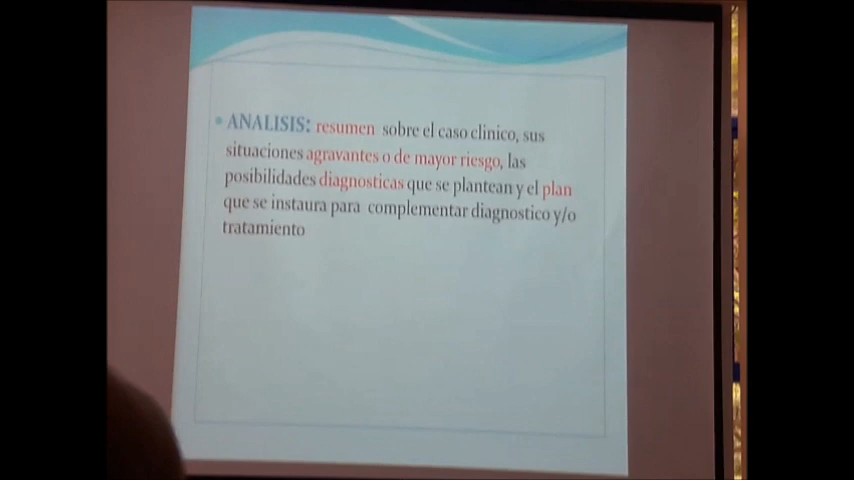 • ANALISIS: resumen sobre el caso clinico, sus
situaciones agravantes o de mayor riesgo, las
posibilidades diagnosticas que se plantean y el plan
que se instaura para complementar diagnostico y/o
tratamiento